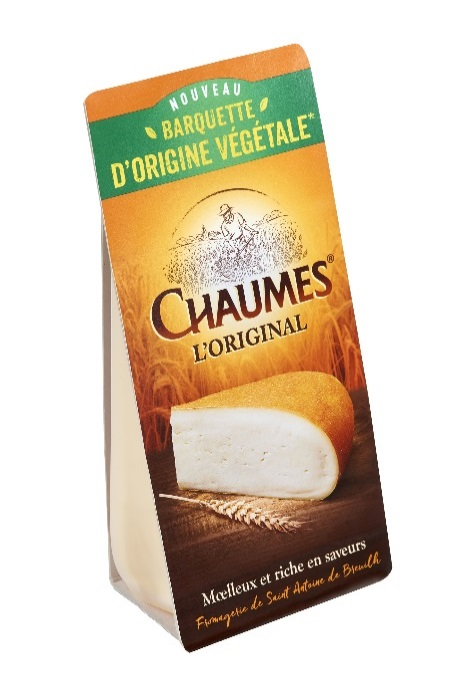 NOUVEAU
BARQUETTE
D'ORIGINE VÉGÉTALE*
CHAUMES®
L'ORIGINAL
Mœlleux et riche en saveurs
Fromagerie de Saint Antoine de Breuilh